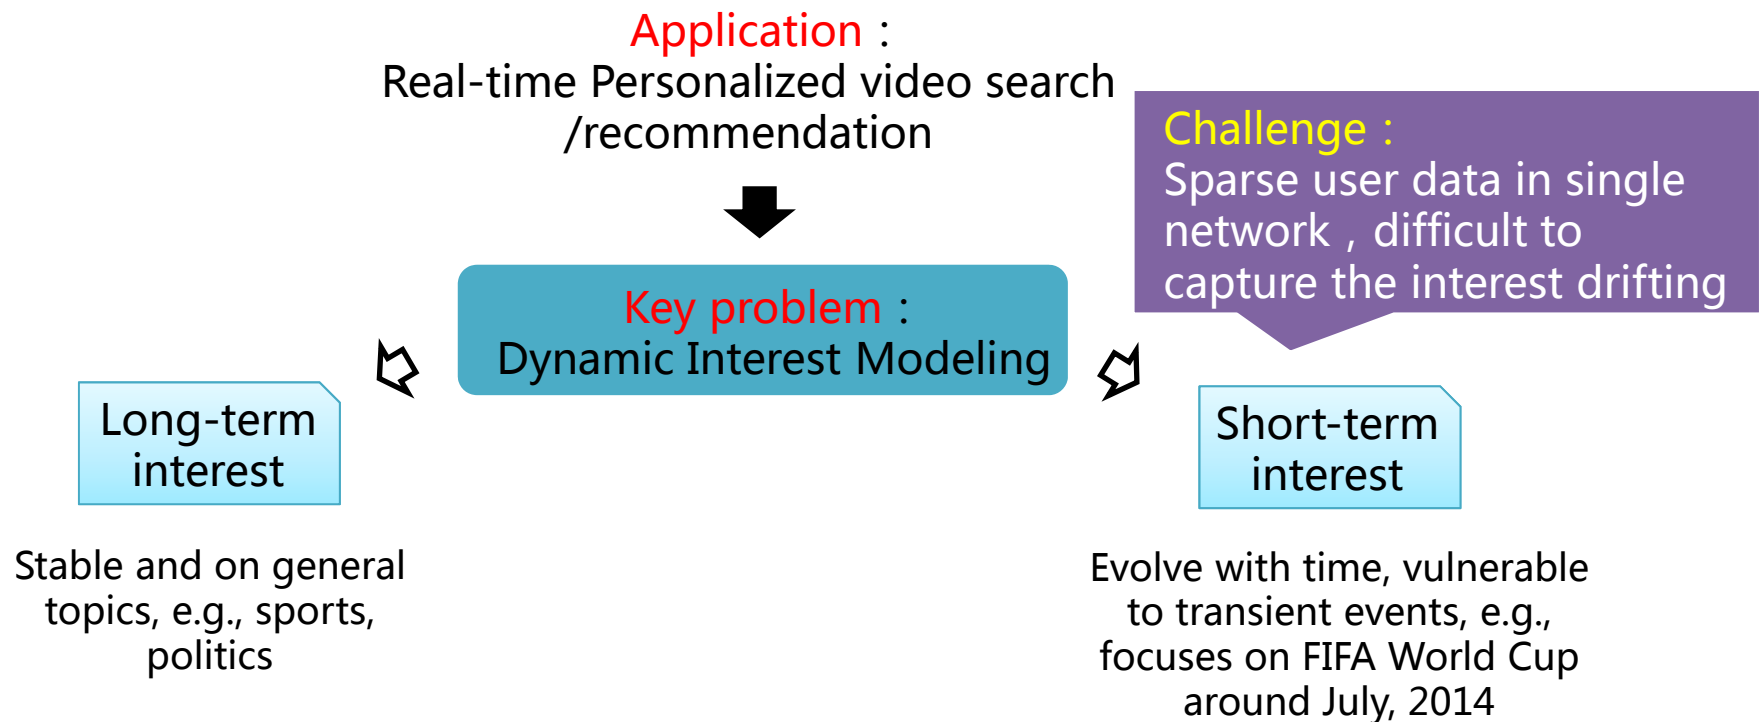 Application：
Real-time Personalized video search
/recommendation
Challenge：
Sparse user data in single
network，difficult to
capture the interest drifting
Key problem：
Dynamic Interest Modeling
Long-term
interest
Short-term
interest
Stable and on general
topics, e.g., sports,
politics
Evolve with time, vulnerable
to transient events, e.g.,
focuses on FIFA World Cup
around July, 2014